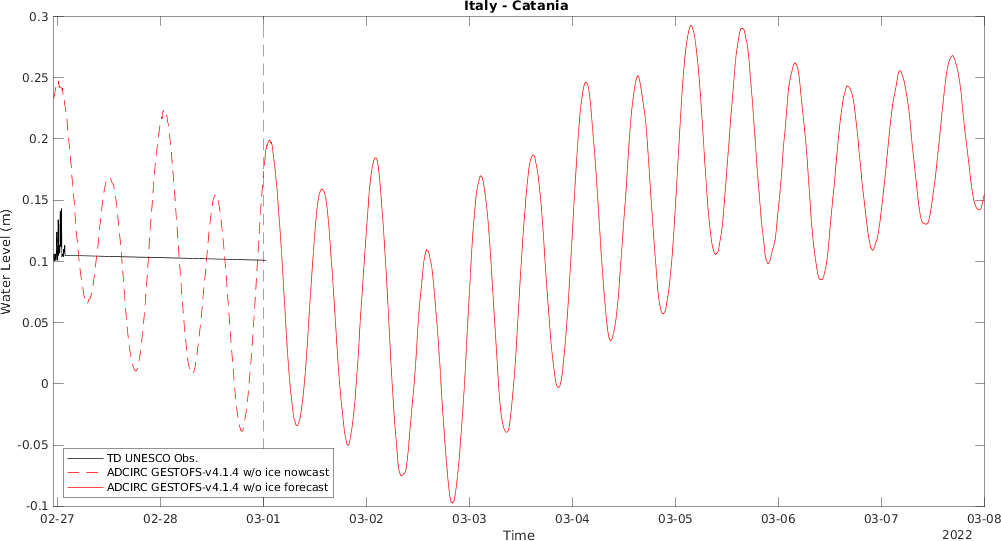 Italy - Catania
0.3
0.25
0.2
0.15
0.1
0.05
0
-0.05
-0.1
Water Level (m)
TD UNESCO Obs.
ADCIRC GESTOFS-v4.1.4 w/o ice nowcast
ADCIRC GESTOFS-v4.1.4 w/o ice forecast
02-27 02-28 03-01 03-02 03-03 03-04 03-05 03-06 03-07 03-08
Time
2022